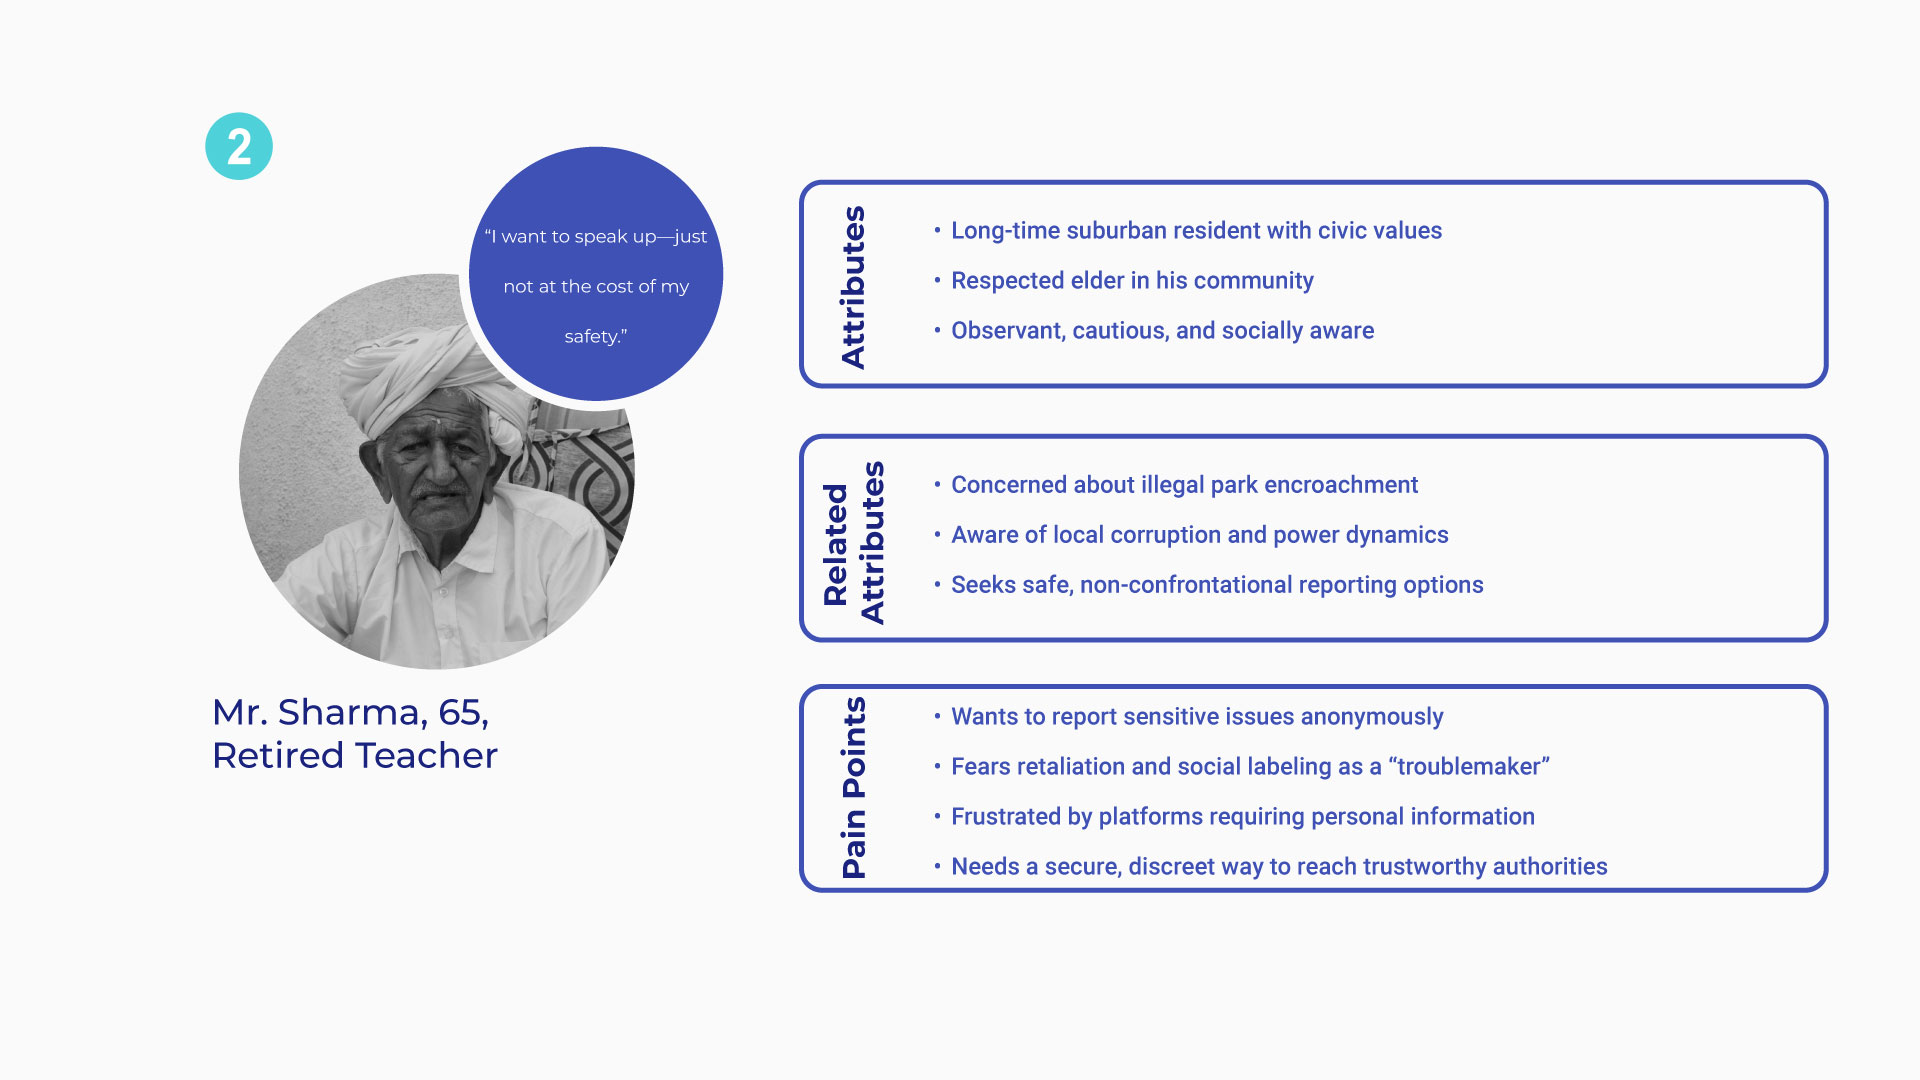 2
“I want to speak up—just
not at the cost of my
safety.”
Mr. Sharma, 65,
Retired Teacher
Attributes
• Long-time suburban resident with civic values
• Respected elder in his community
• Observant, cautious, and socially aware
Related
Attributes
• Concerned about illegal park encroachment
• Aware of local corruption and power dynamics
• Seeks safe, non-confrontational reporting options
Pain Points
• Wants to report sensitive issues anonymously
• Fears retaliation and social labeling as a “troublemaker”
• Frustrated by platforms requiring personal information
• Needs a secure, discreet way to reach trustworthy authorities